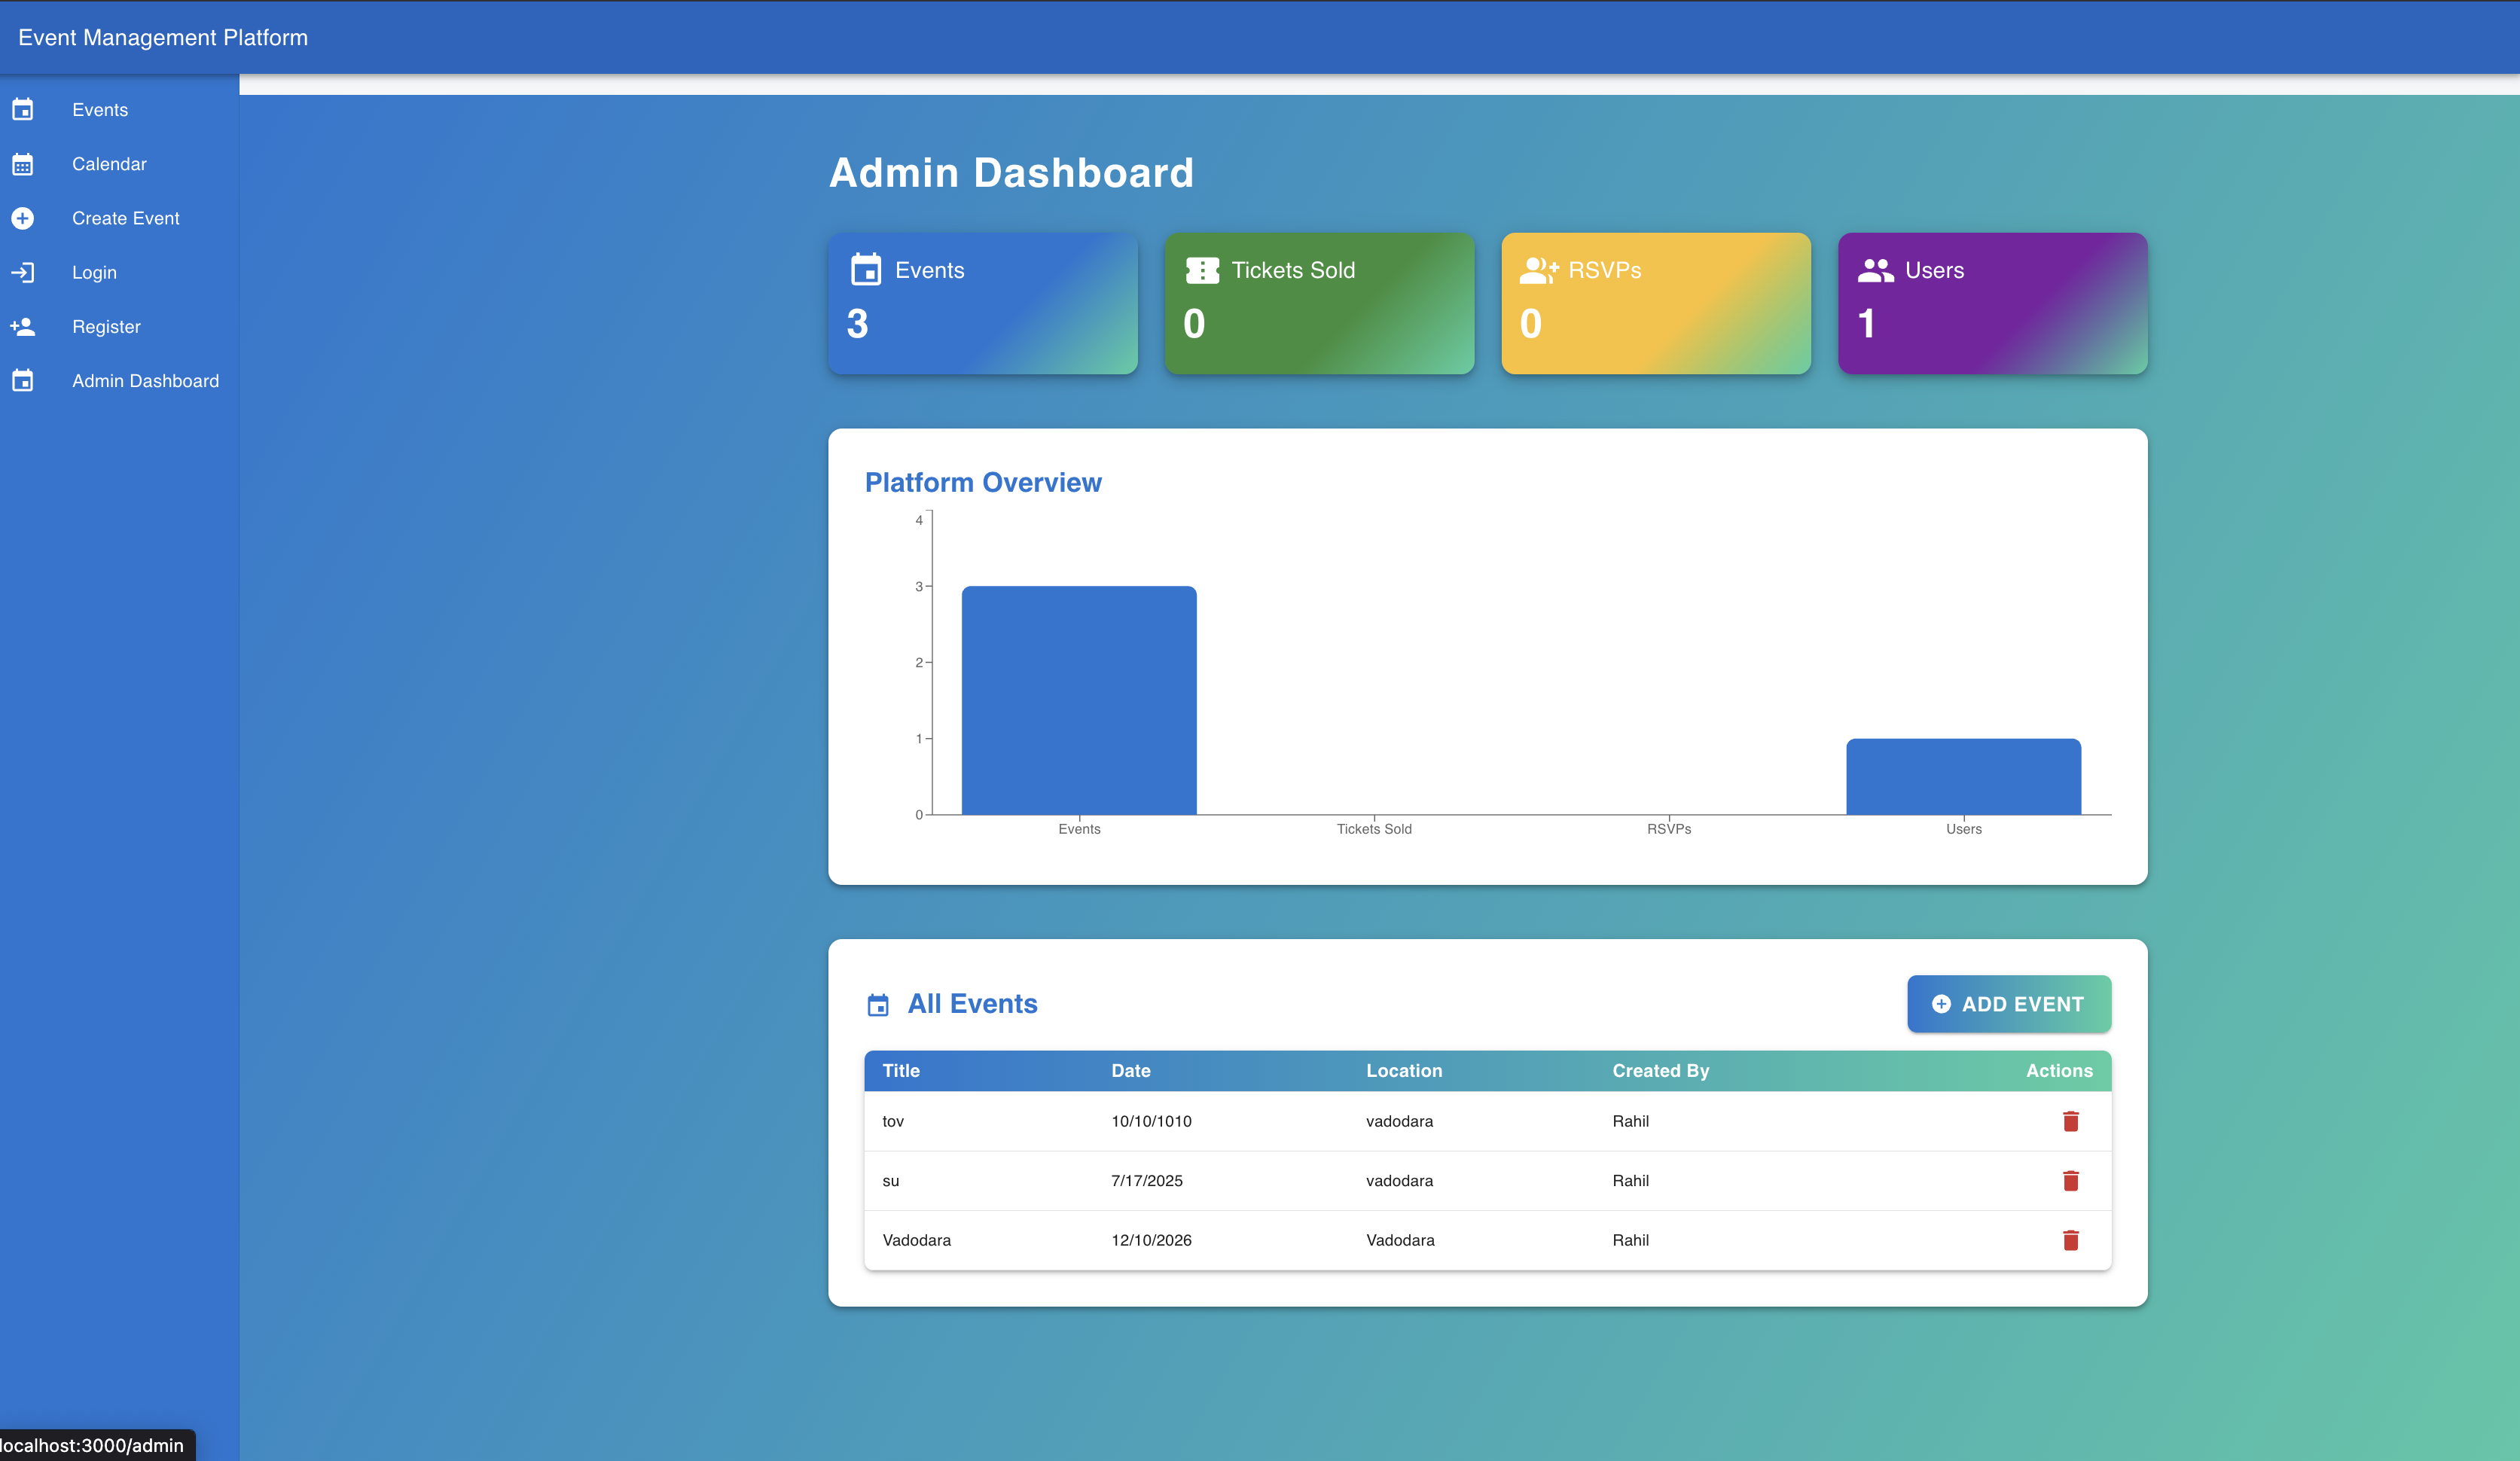 Event Management Platform
Events
Calendar
Create Event
Login
Register
Admin Dashboard
Admin Dashboard
Events
3
Tickets Sold
0
RSVPs
0
Users
1
Platform Overview
4
3
2
1
0
Events Tickets Sold RSVPs Users
All Events
ADD EVENT
Title Date Location Created By Actions
tov 10/10/1010 vadodara Rahil
su 7/17/2025 vadodara Rahil
Vadodara 12/10/2026 Vadodara Rahil
localhost:3000/admin